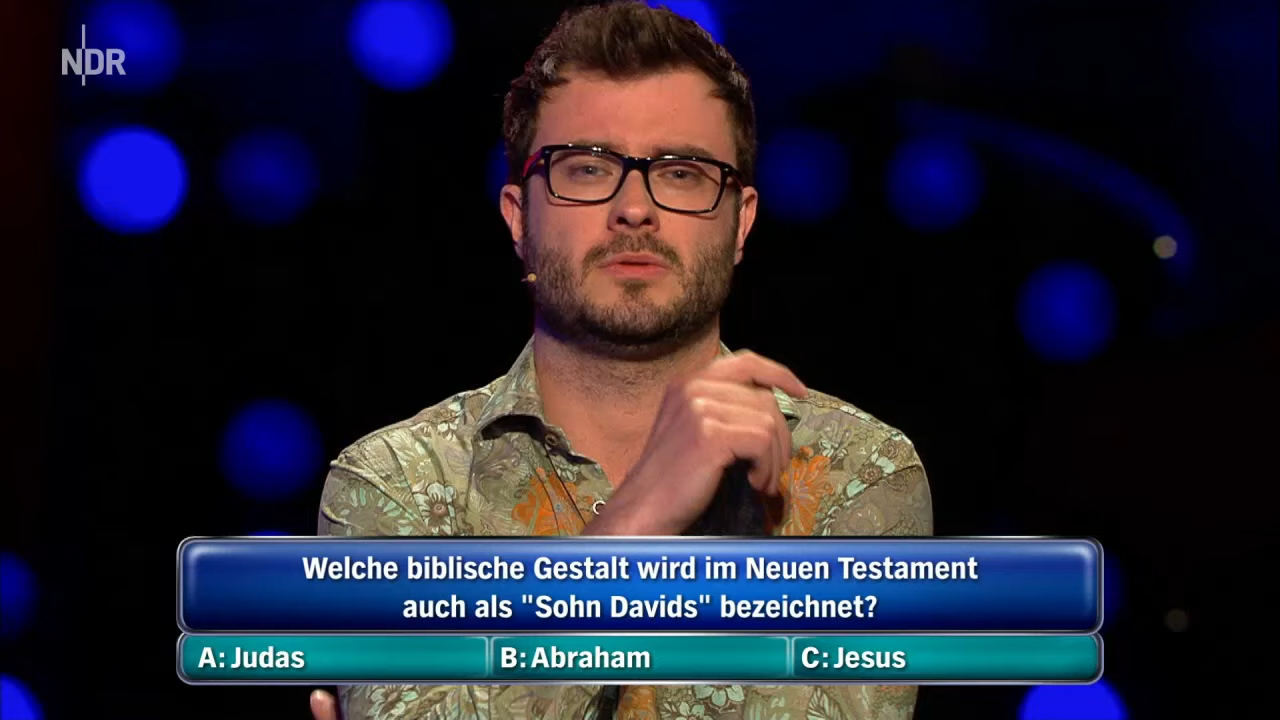 NDR
Welche biblische Gestalt wird im Neuen Testament
auch als "Sohn Davids" bezeichnet?
A: Judas
B: Abraham
C: Jesus